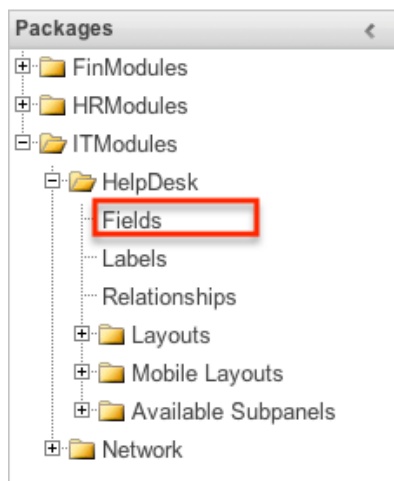 Packages
FinModules
HRModules
ITModules
HelpDesk
Fields
Labels
Relationships
Layouts
Mobile Layouts
Available Subpanels
Network